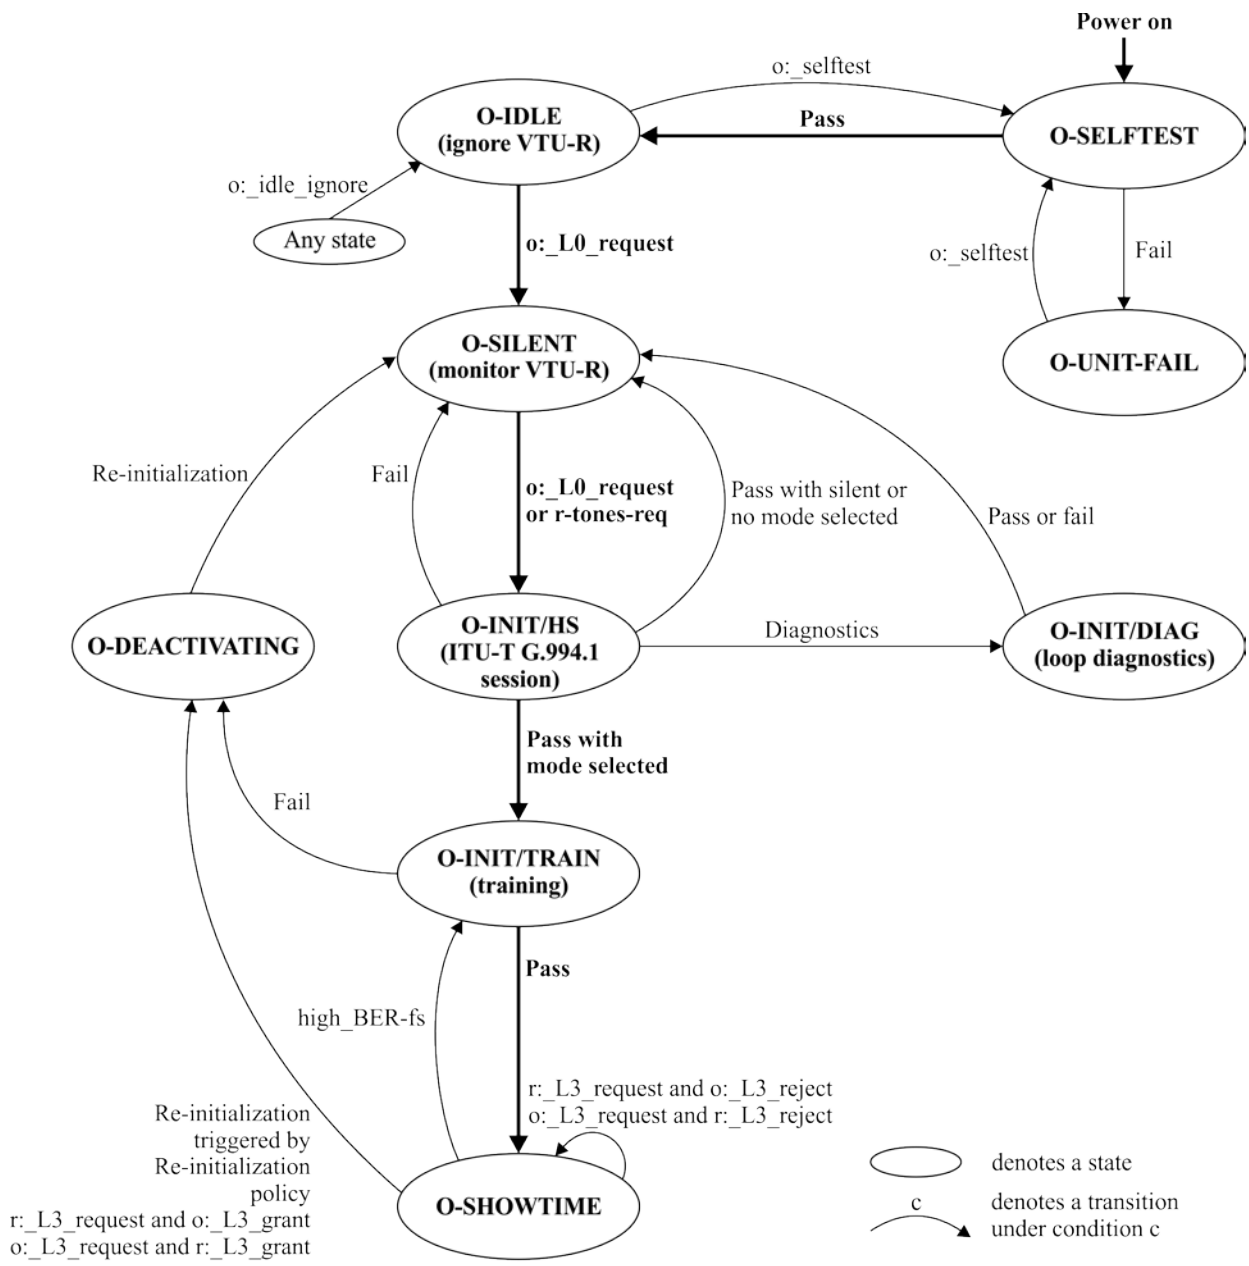 Power on
o:_selftest
O-IDLE
(ignore VTU-R)
Pass
O-SELFTEST
o:_idle_ignore
Any state
o:_L0_request
o:_selftest
Fail
O-SILENT
(monitor VTU-R)
O-UNIT-FAIL
Re-initialization
Fail
o:_L0_request
or r-tones-req
Pass with silent or
no mode selected
Pass or fail
O-DEACTIVATING
O-INIT/HS
(ITU-T G.994.1
session)
Diagnostics
O-INIT/DIAG
(loop diagnostics)
Pass with
mode selected
Fail
O-INIT/TRAIN
(training)
Pass
high_BER-fs
r:_L3_request and o:_L3_reject
o:_L3_request and r:_L3_reject
Re-initialization
triggered by
Re-initialization
policy
r:_L3_request and o:_L3_grant
o:_L3_request and r:_L3_grant
O-SHOWTIME
denotes a state
c
denotes a transition
under condition c